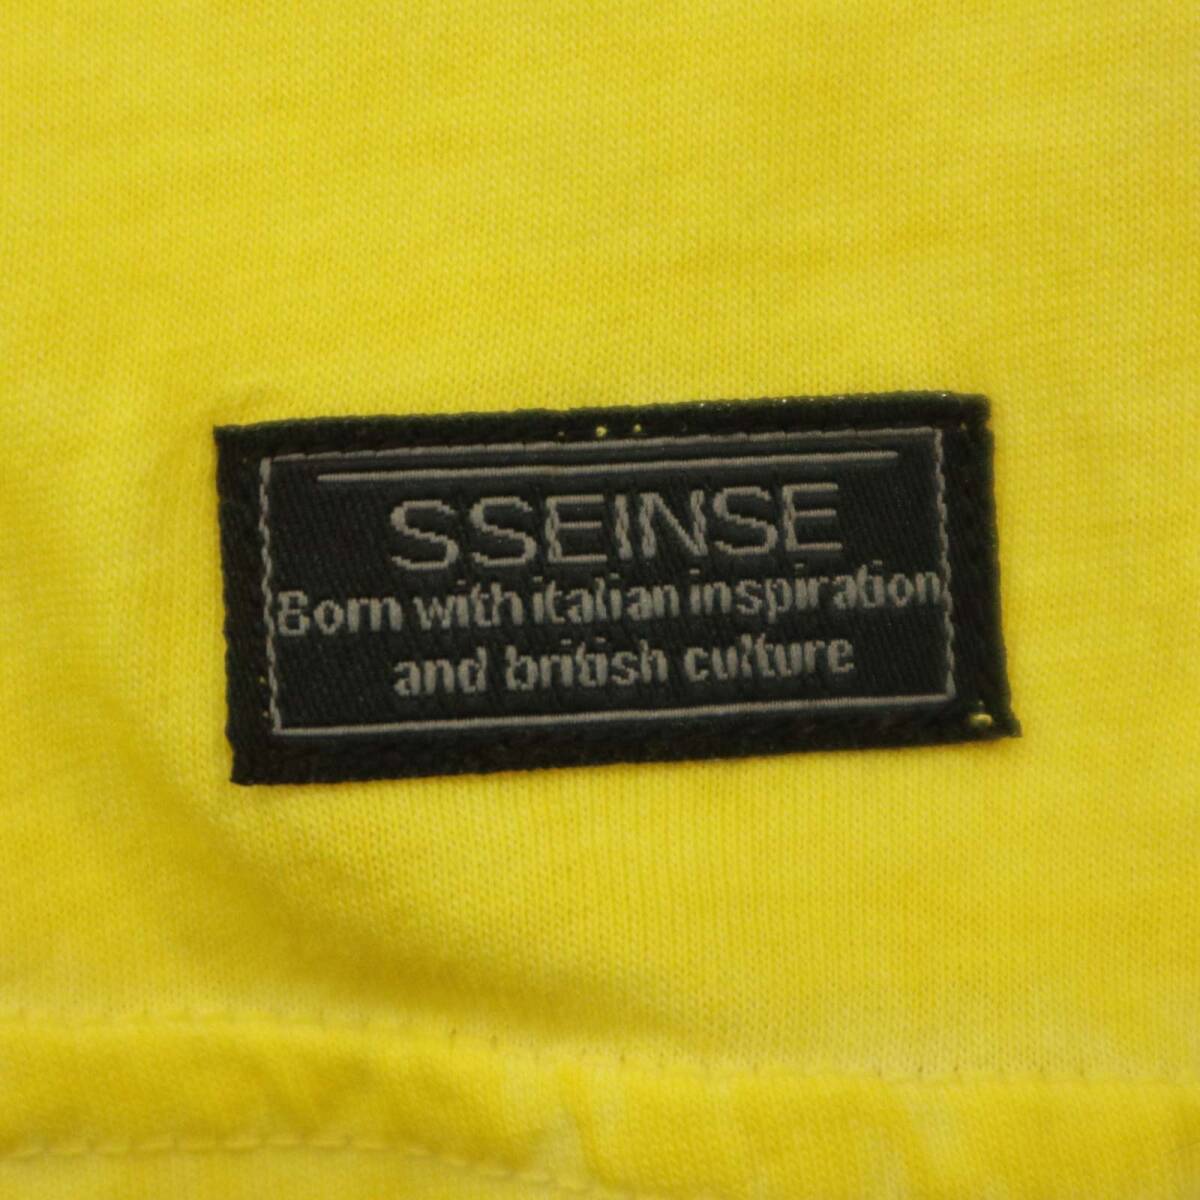 SSEINSE
Born with italian inspiration
and british culture